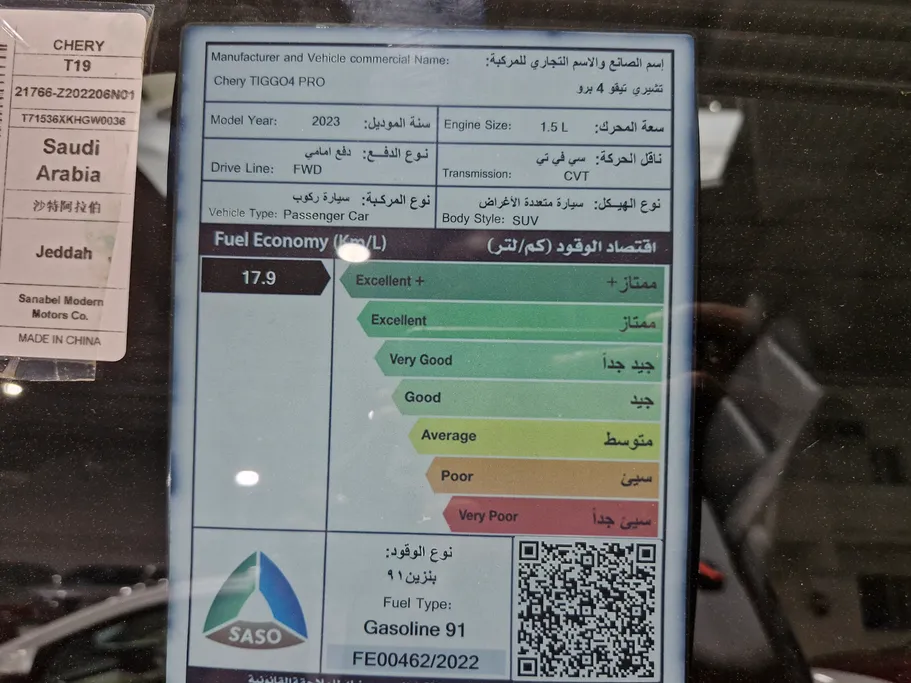 CHERY
T19
21766-Z202206N01
T71536XKHGW0036
Saudi
Arabia
沙特阿拉伯
Jeddah
Sanabel Modern
Motors Co.
MADE IN CHINA
Manufacturer and Vehicle commercial Name: إسم الصانع والاسم التجاري للمركبة:
Chery TIGGO4 PRO تشيري تيقو 4 برو
Model Year: 2023 سنة الموديل:
Engine Size: 1.5 L سعة المحرك:
نوع الدفـع: دفع امامي
Drive Line: FWD
ناقل الحركة: سي في تي
Transmission: CVT
نوع المركبة: سيارة ركوب
Vehicle Type: Passenger Car
نوع الهيكل: سيارة متعددة الأغراض
Body Style: SUV
Fuel Economy (Km/L) اقتصاد الوقود (كم/لتر)
17.9
Excellent + ممتاز+
Excellent ممتاز
Very Good جيد جداً
Good جيد
Average متوسط
Poor سيئ
Very Poor سيئ جداً
SASO
نوع الوقود:
بنزين ٩١
Fuel Type:
Gasoline 91
FE00462/2022